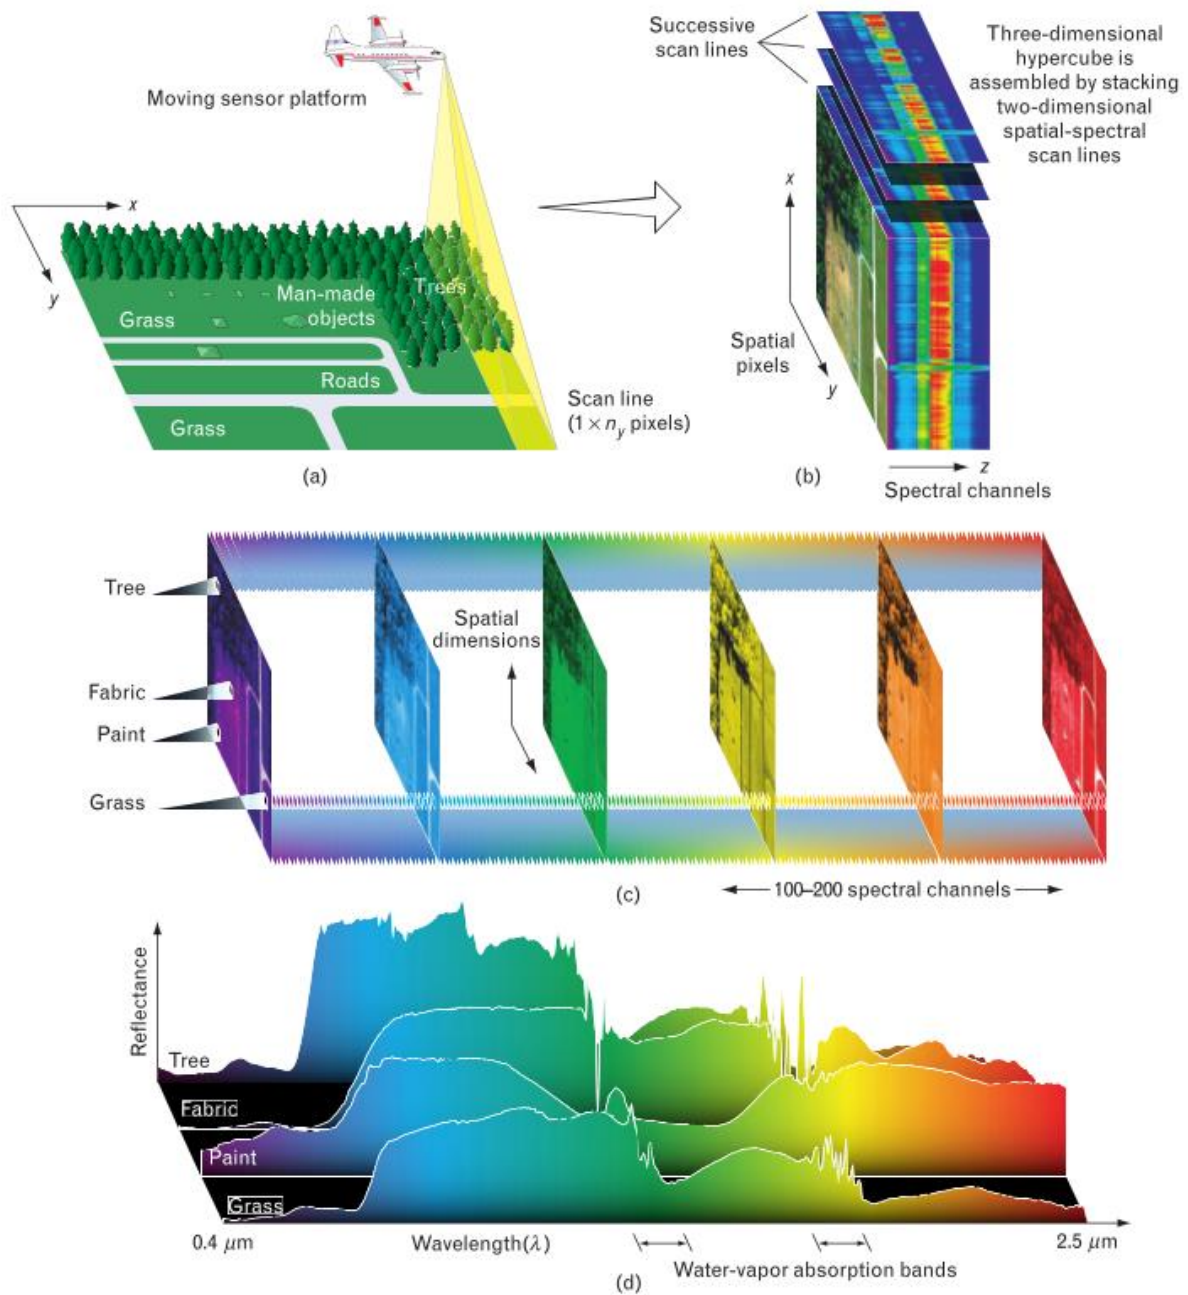 Moving sensor platform
x
y
Trees
Man-made
objects
Grass
Roads
Grass
Scan line
(1 × n_y pixels)
(a)
Successive
scan lines
Three-dimensional
hypercube is
assembled by stacking
two-dimensional
spatial-spectral
scan lines
x
Spatial
pixels
y
z
(b)
Spectral channels
Tree
Spatial
dimensions
Fabric
Paint
Grass
(c)
100–200 spectral channels
Reflectance
Tree
Fabric
Paint
Grass
0.4 μm
Wavelength(λ)
2.5 μm
Water-vapor absorption bands
(d)